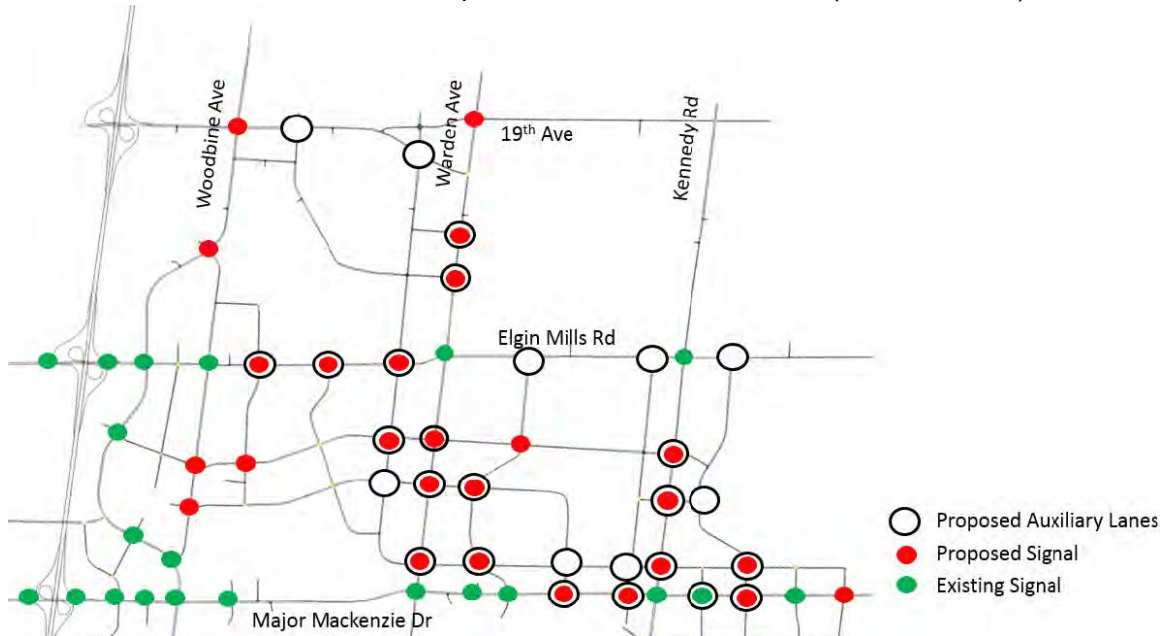 Woodbine Ave
Warden Ave
19th Ave
Kennedy Rd
Elgin Mills Rd
Proposed Auxiliary Lanes
Proposed Signal
Existing Signal
Major Mackenzie Dr